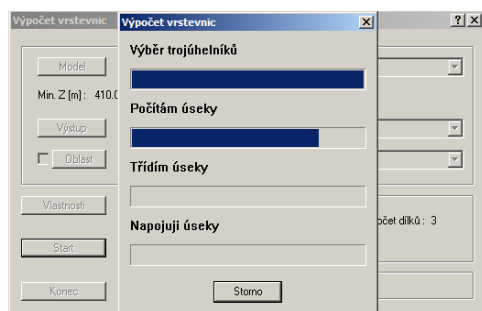 Výpočet vrstevnic
Výpočet vrstevnic
Výběr trojúhelníků
Model
Min. Z [m] : 410.0
Počítám úseky
Výstup
Oblast
Třídím úseky
Vlastnosti
Napojuji úseky
počet dílků : 3
Start
Konec
Storno